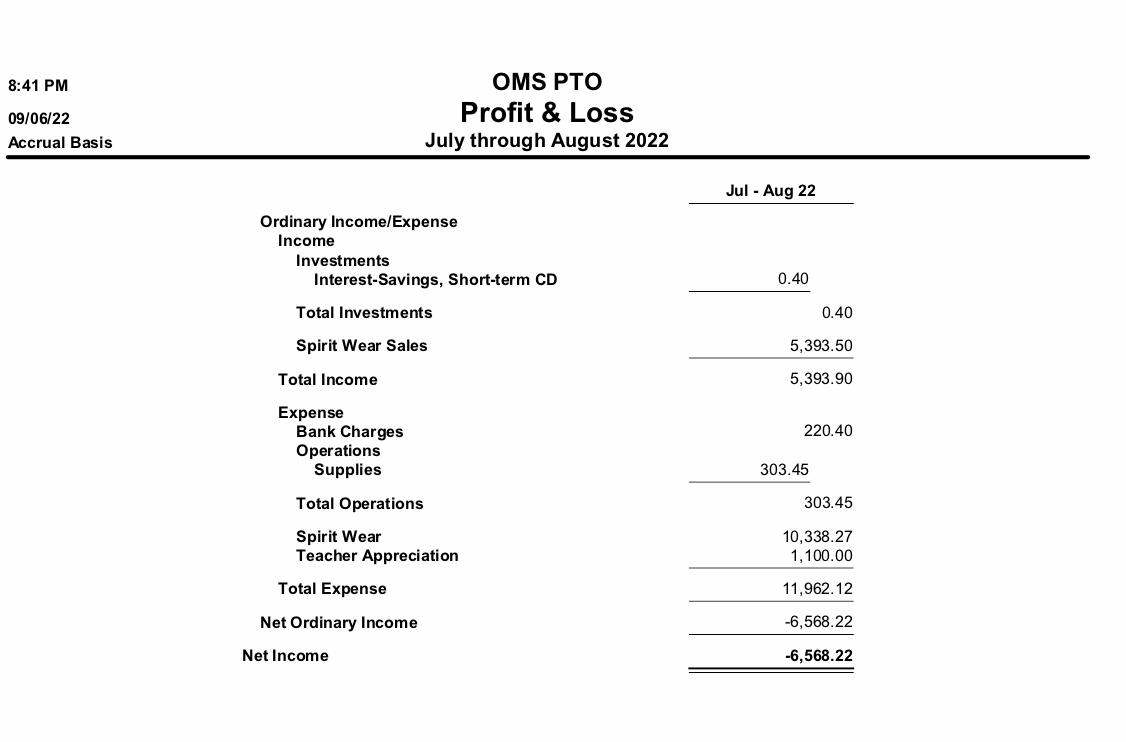 8:41 PM
OMS PTO
09/06/22
Profit & Loss
Accrual Basis
July through August 2022
Jul - Aug 22
Ordinary Income/Expense
Income
Investments
Interest-Savings, Short-term CD 0.40
Total Investments 0.40
Spirit Wear Sales 5,393.50
Total Income 5,393.90
Expense
Bank Charges 220.40
Operations
Supplies 303.45
Total Operations 303.45
Spirit Wear 10,338.27
Teacher Appreciation 1,100.00
Total Expense 11,962.12
Net Ordinary Income -6,568.22
Net Income -6,568.22